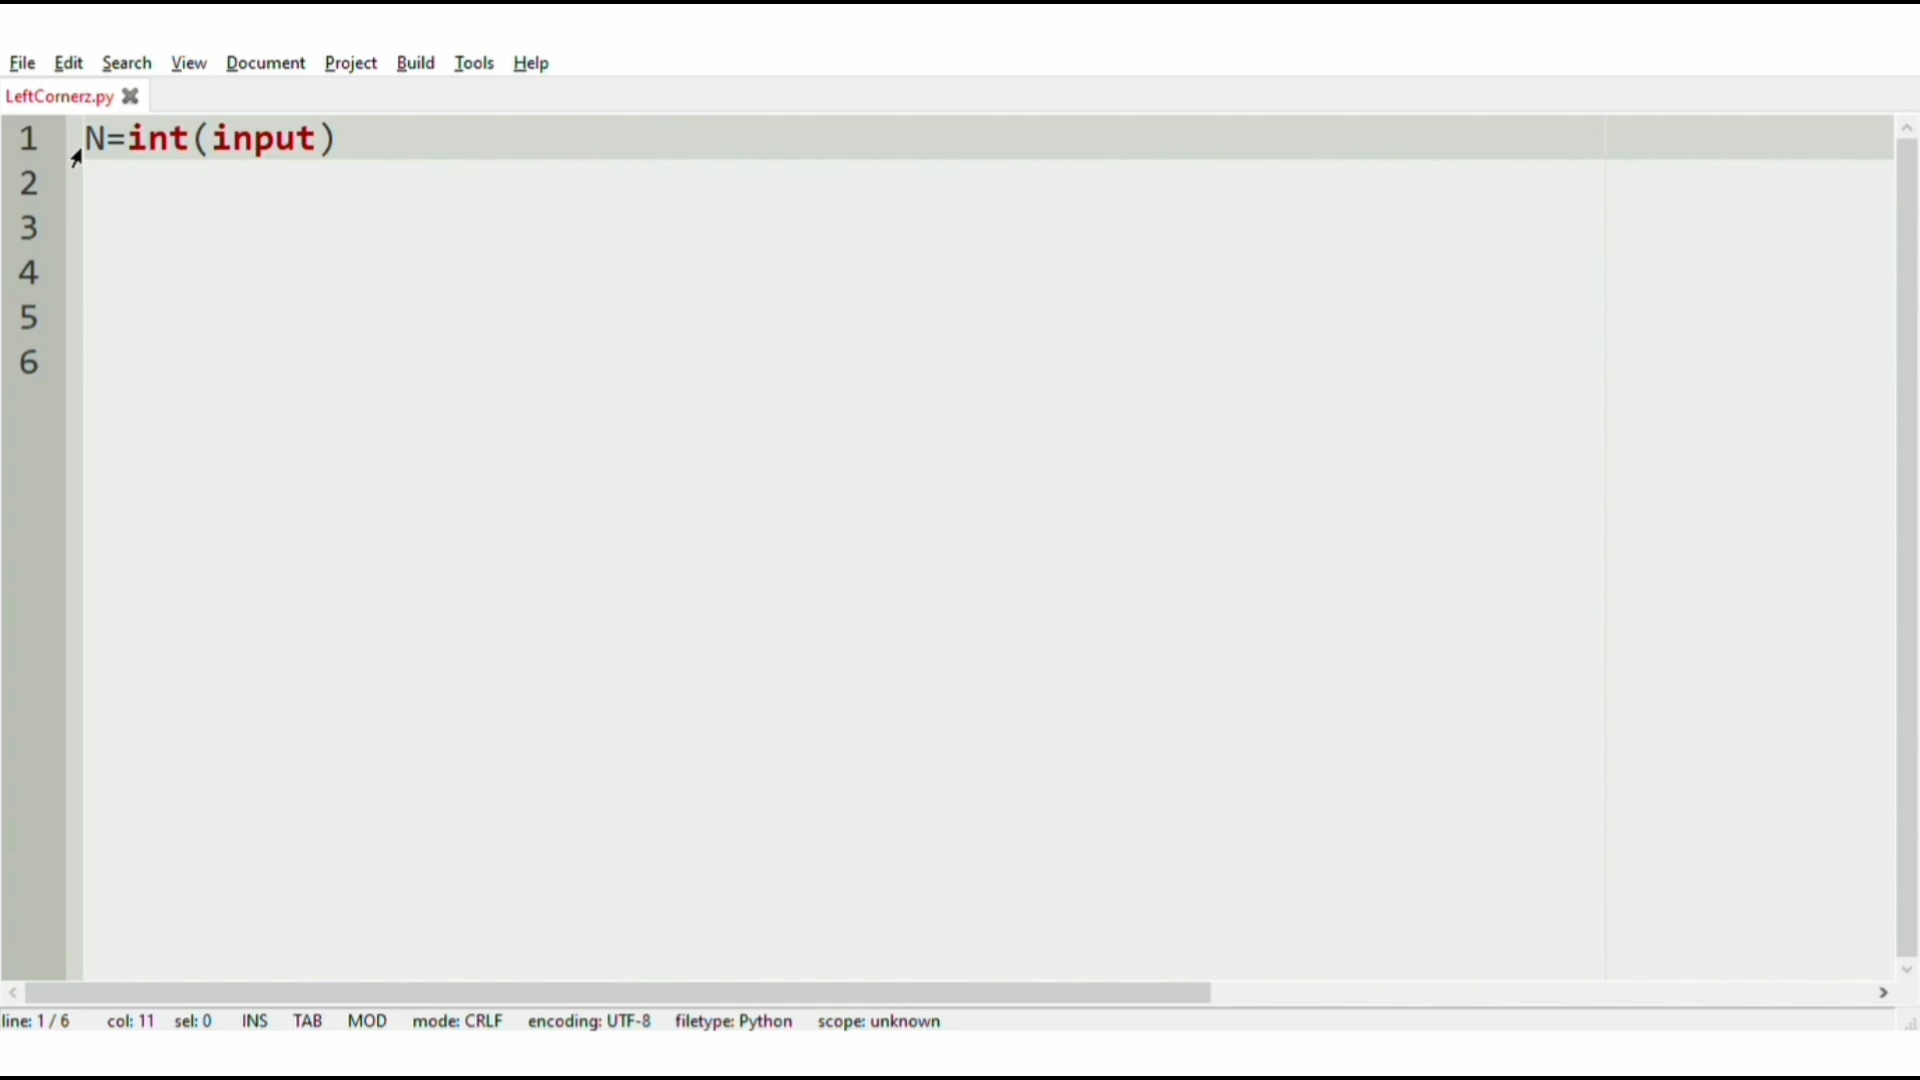 File Edit Search View Document Project Build Tools Help
LeftCornerz.py
1 N=int(input)
2
3
4
5
6
line: 1 / 6 col: 11 sel: 0 INS TAB MOD mode: CRLF encoding: UTF-8 filetype: Python scope: unknown